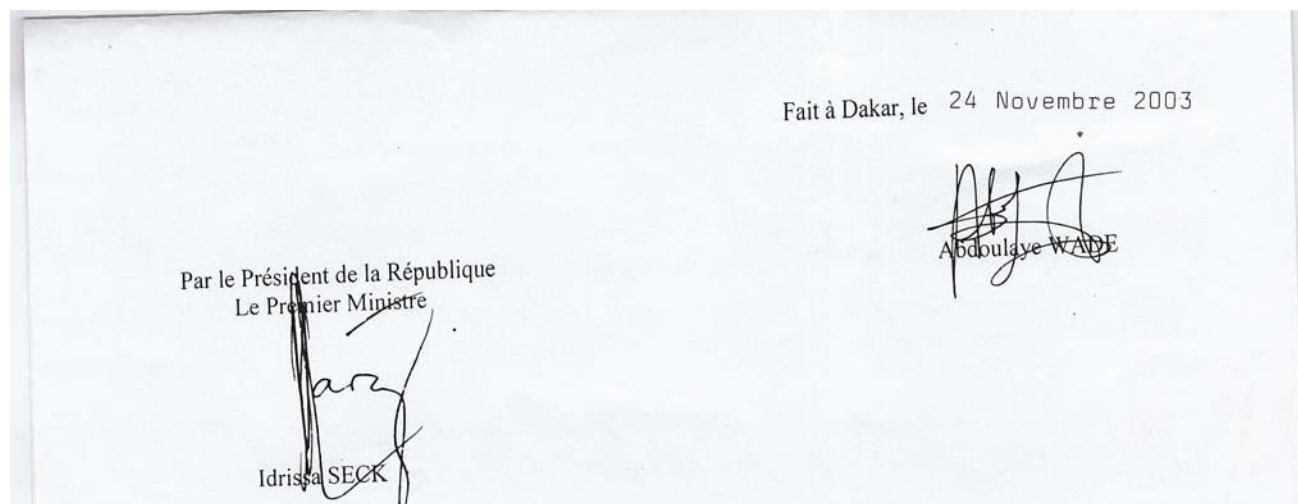 Fait à Dakar, le 24 Novembre 2003
Abdoulaye WADE
Par le Président de la République
Le Premier Ministre
Idrissa SECK